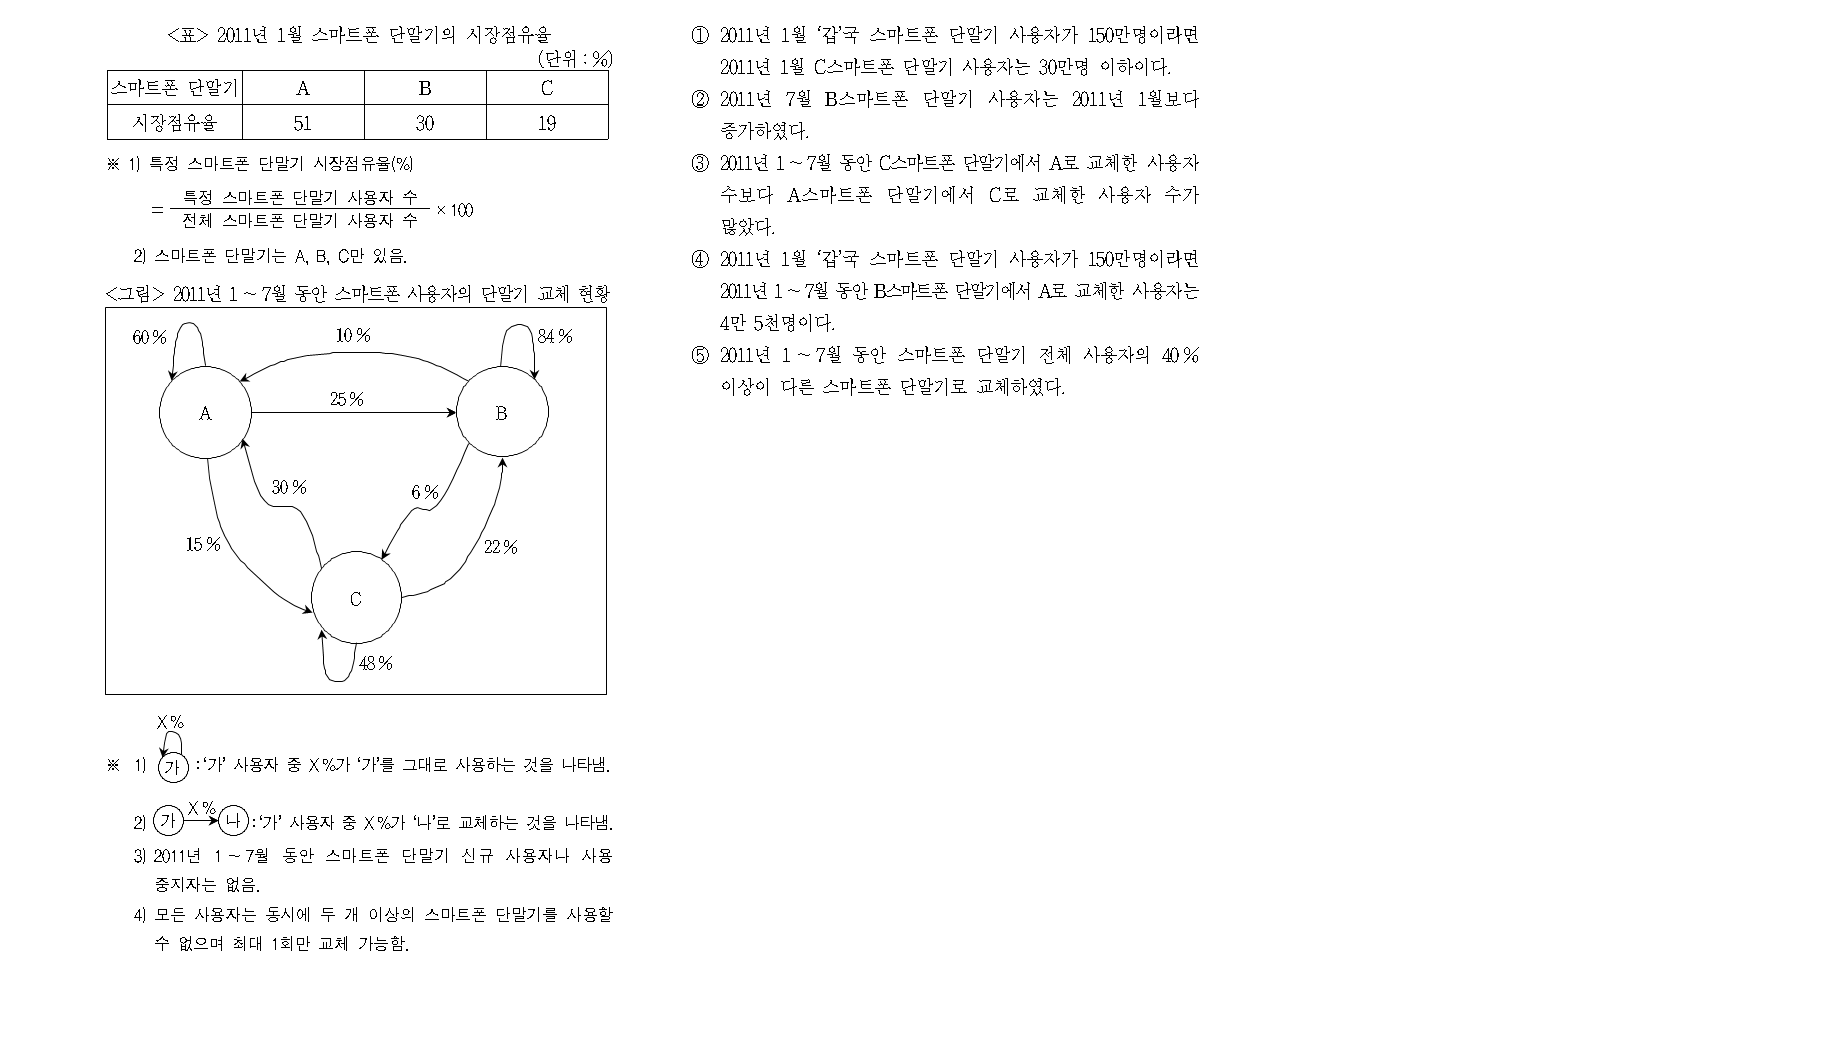 <표> 2011년 1월 스마트폰 단말기의 시장점유율
(단위 : %)
스마트폰 단말기 A B C
시장점유율 51 30 19
※ 1) 특정 스마트폰 단말기 시장점유율(%)
특정 스마트폰 단말기 사용자 수
= × 100
전체 스마트폰 단말기 사용자 수
2) 스마트폰 단말기는 A, B, C만 있음.
<그림> 2011년 1 ~ 7월 동안 스마트폰 사용자의 단말기 교체 현황
60% 10% 84%
25%
A B
30% 6%
15% 22%
C
48%
X%
※ 1) 가 : ‘가’ 사용자 중 X%가 ‘가’를 그대로 사용하는 것을 나타냄.
X%
2) 가 나 : ‘가’ 사용자 중 X%가 ‘나’로 교체하는 것을 나타냄.
3) 2011년 1 ~ 7월 동안 스마트폰 단말기 신규 사용자나 사용
중지자는 없음.
4) 모든 사용자는 동시에 두 개 이상의 스마트폰 단말기를 사용할
수 없으며 최대 1회만 교체 가능함.
① 2011년 1월 ‘갑’국 스마트폰 단말기 사용자가 150만명이라면
2011년 1월 C스마트폰 단말기 사용자는 30만명 이하이다.
② 2011년 7월 B스마트폰 단말기 사용자는 2011년 1월보다
증가하였다.
③ 2011년 1 ~ 7월 동안 C스마트폰 단말기에서 A로 교체한 사용자
수보다 A스마트폰 단말기에서 C로 교체한 사용자 수가
많았다.
④ 2011년 1월 ‘갑’국 스마트폰 단말기 사용자가 150만명이라면
2011년 1 ~ 7월 동안 B스마트폰 단말기에서 A로 교체한 사용자는
4만 5천명이다.
⑤ 2011년 1 ~ 7월 동안 스마트폰 단말기 전체 사용자의 40%
이상이 다른 스마트폰 단말기로 교체하였다.